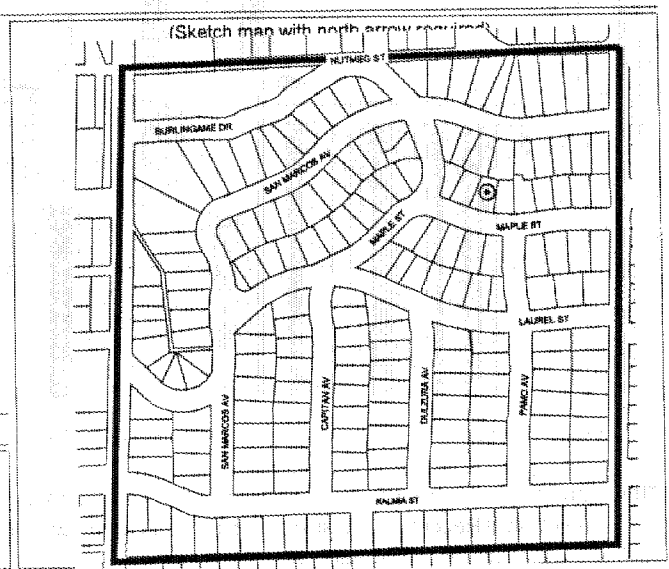 (Sketch map with north arrow required)
NUTMEG ST
BURLINGAME DR
SAN MARCOS AV
MAPLE ST
MAPLE ST
LAUREL ST
SAN MARCOS AV
CAPITAN AV
DULZURA AV
PAMO AV
KALMIA ST